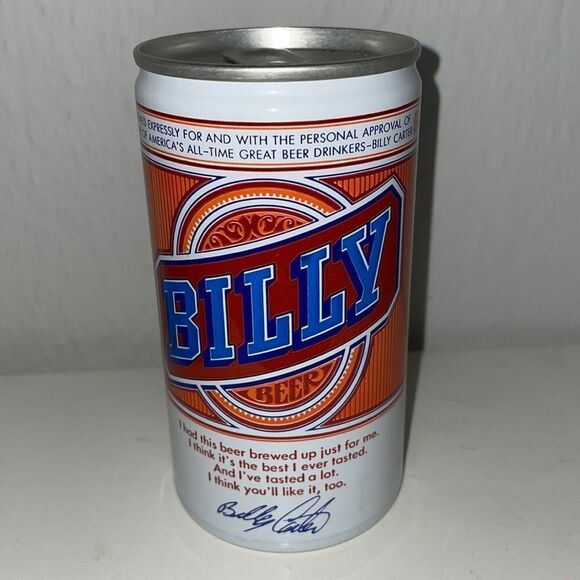 EXPRESSLY FOR AND WITH THE PERSONAL APPROVAL OF
OF AMERICA'S ALL-TIME GREAT BEER DRINKERS–BILLY CARTER
BILLY
BEER
I had this beer brewed up just for me.
I think it's the best I ever tasted.
And I've tasted a lot.
I think you'll like it, too.
Billy Carter